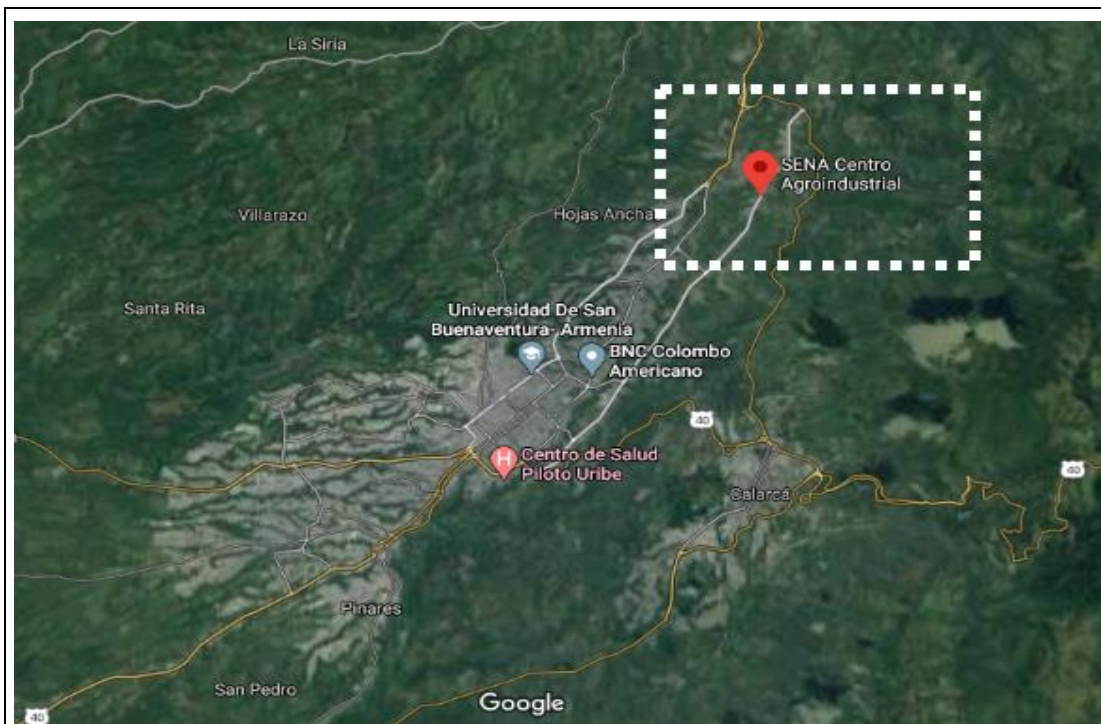 La Siria
SENA Centro
Agroindustrial
Villarazo
Hojas Ancha
Santa Rita
Universidad De San
Buenaventura- Armenia
BNC Colombo
Americano
40
Centro de Salud
H
Piloto Uribe
40
Calarcá
Pinares
San Pedro
Google
40